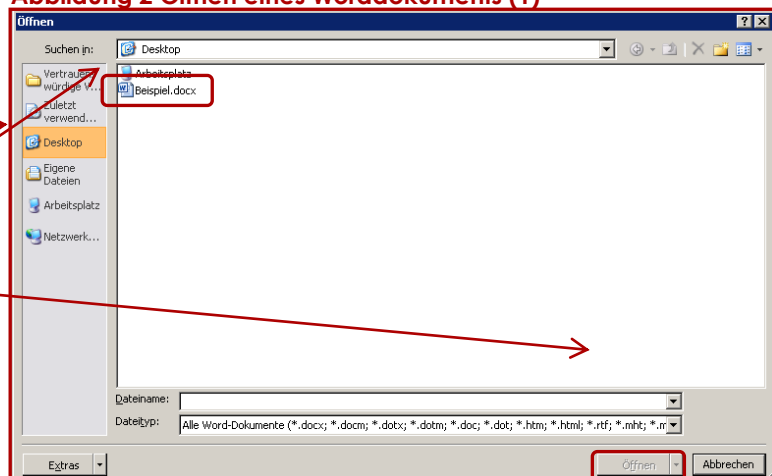 Abbildung 2 Öffnen eines Worddokuments (1)
Öffnen
Suchen in:
Desktop
Vertrauens
würdige V...
Zuletzt
verwend...
Desktop
Eigene
Dateien
Arbeitsplatz
Netzwerk...
Arbeitsplatz
Beispiel.docx
Dateiname:
Dateityp:
Alle Word-Dokumente (*.docx; *.docm; *.dotx; *.dotm; *.doc; *.dot; *.htm; *.html; *.rtf; *.mht; *.m
Extras
Öffnen
Abbrechen